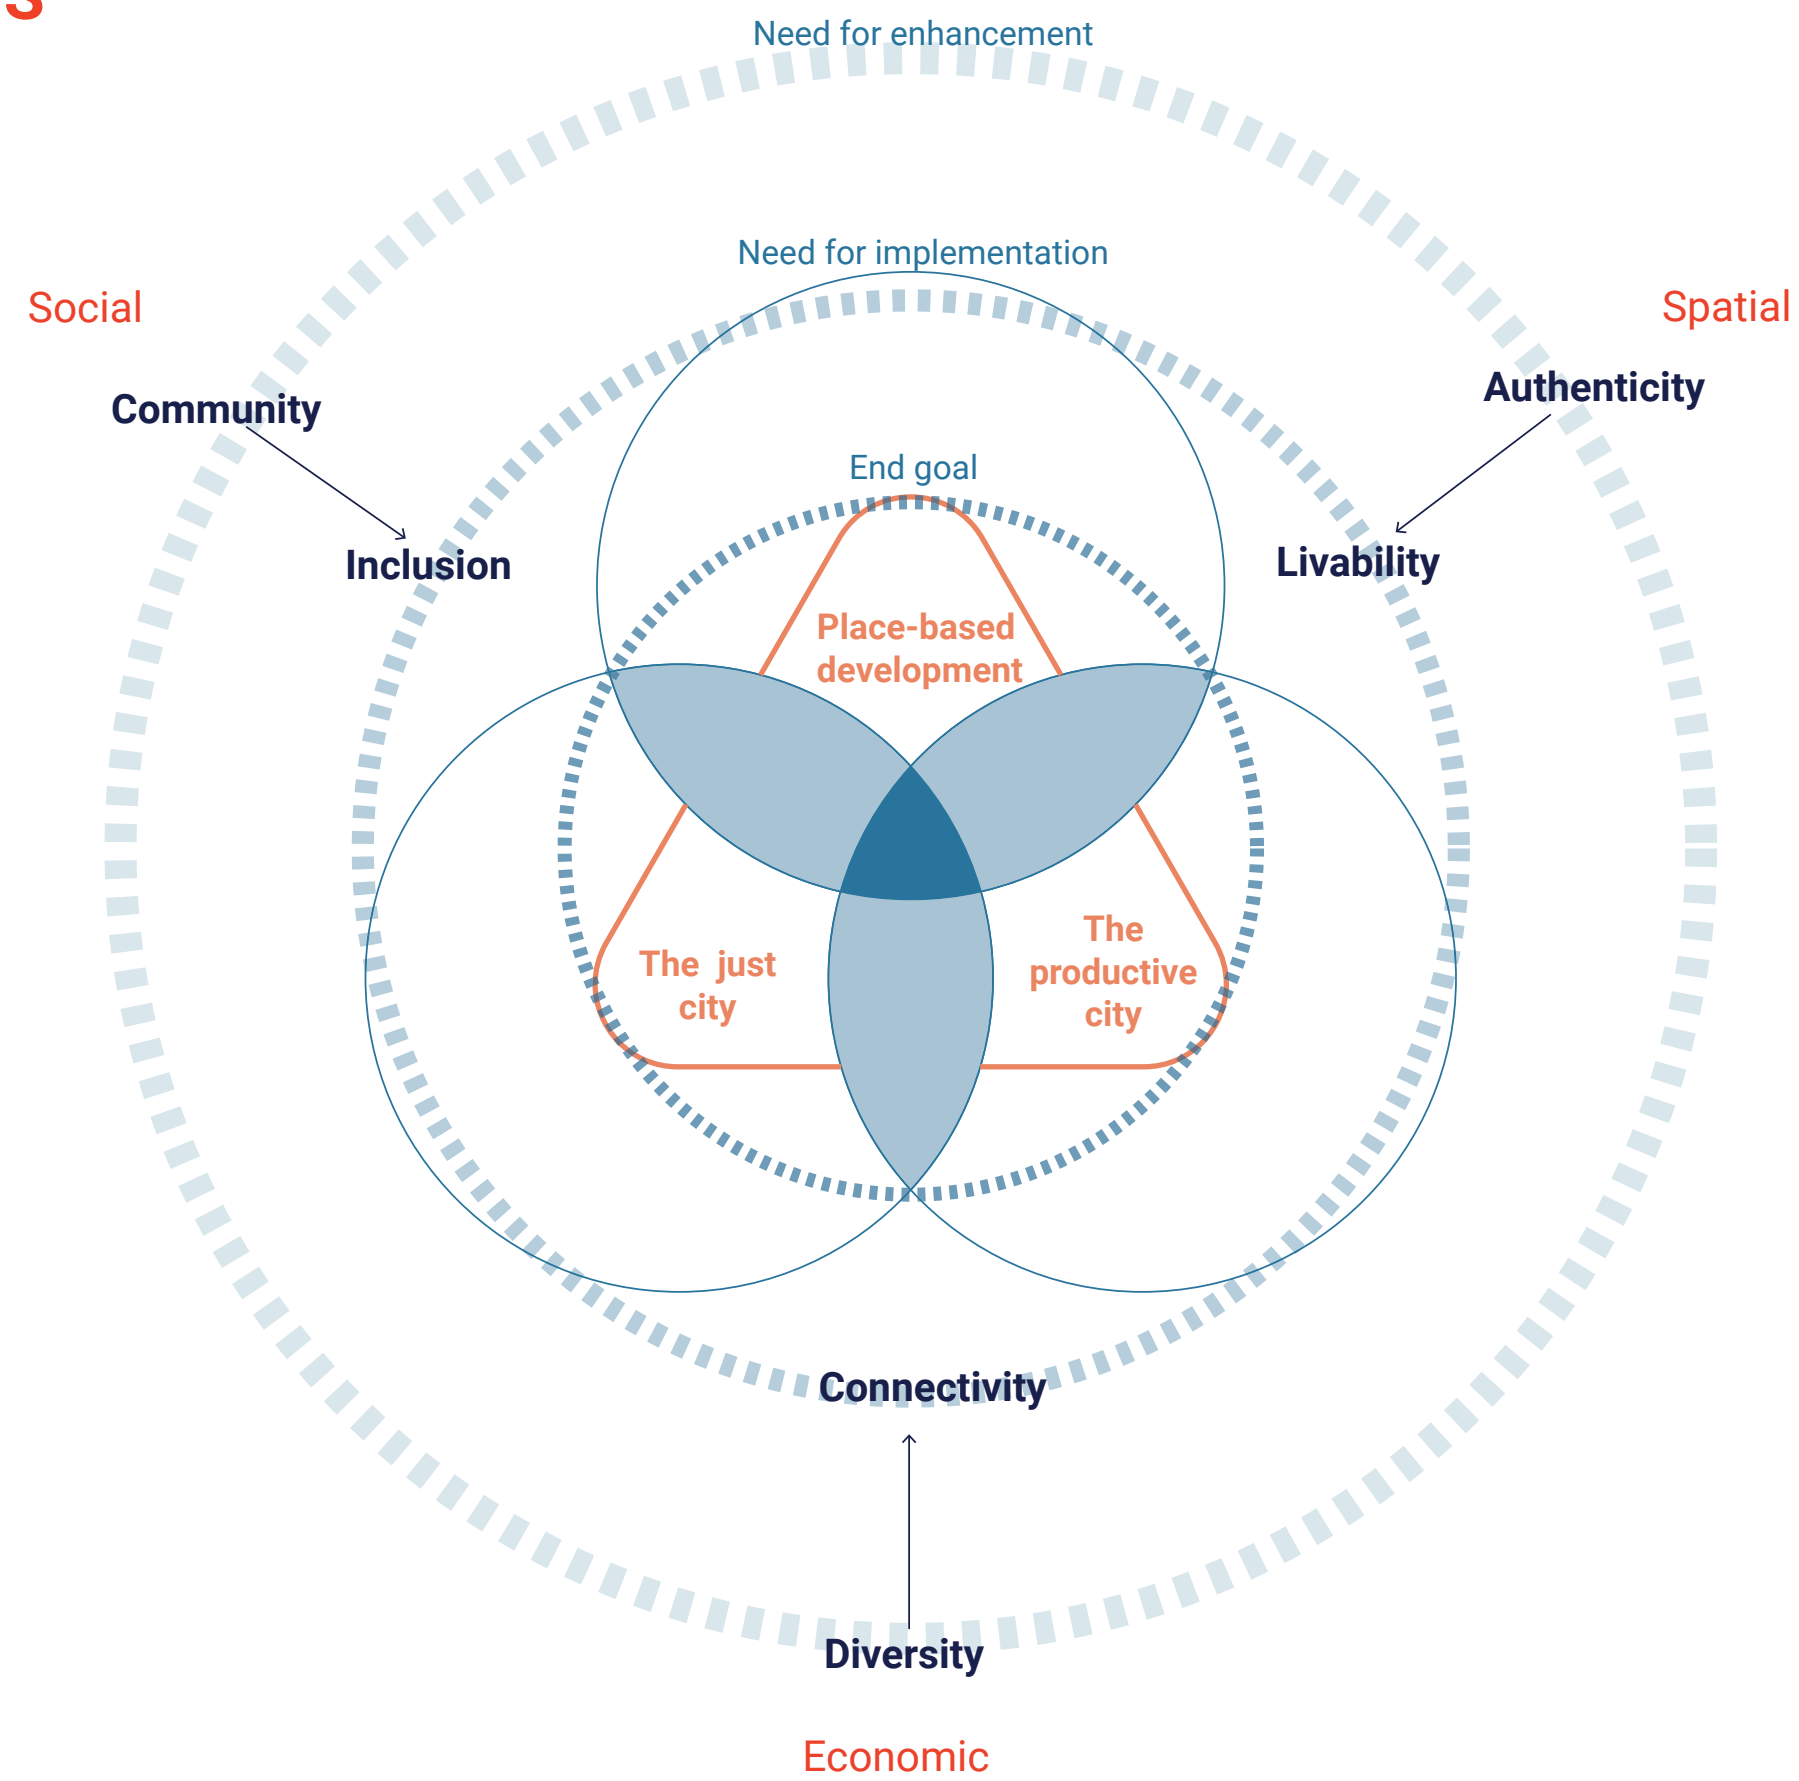 s
Need for enhancement
Need for implementation
Social
Spatial
Community
Authenticity
End goal
Inclusion
Livability
Place-based
development
The just
city
The
productive
city
Connectivity
Diversity
Economic